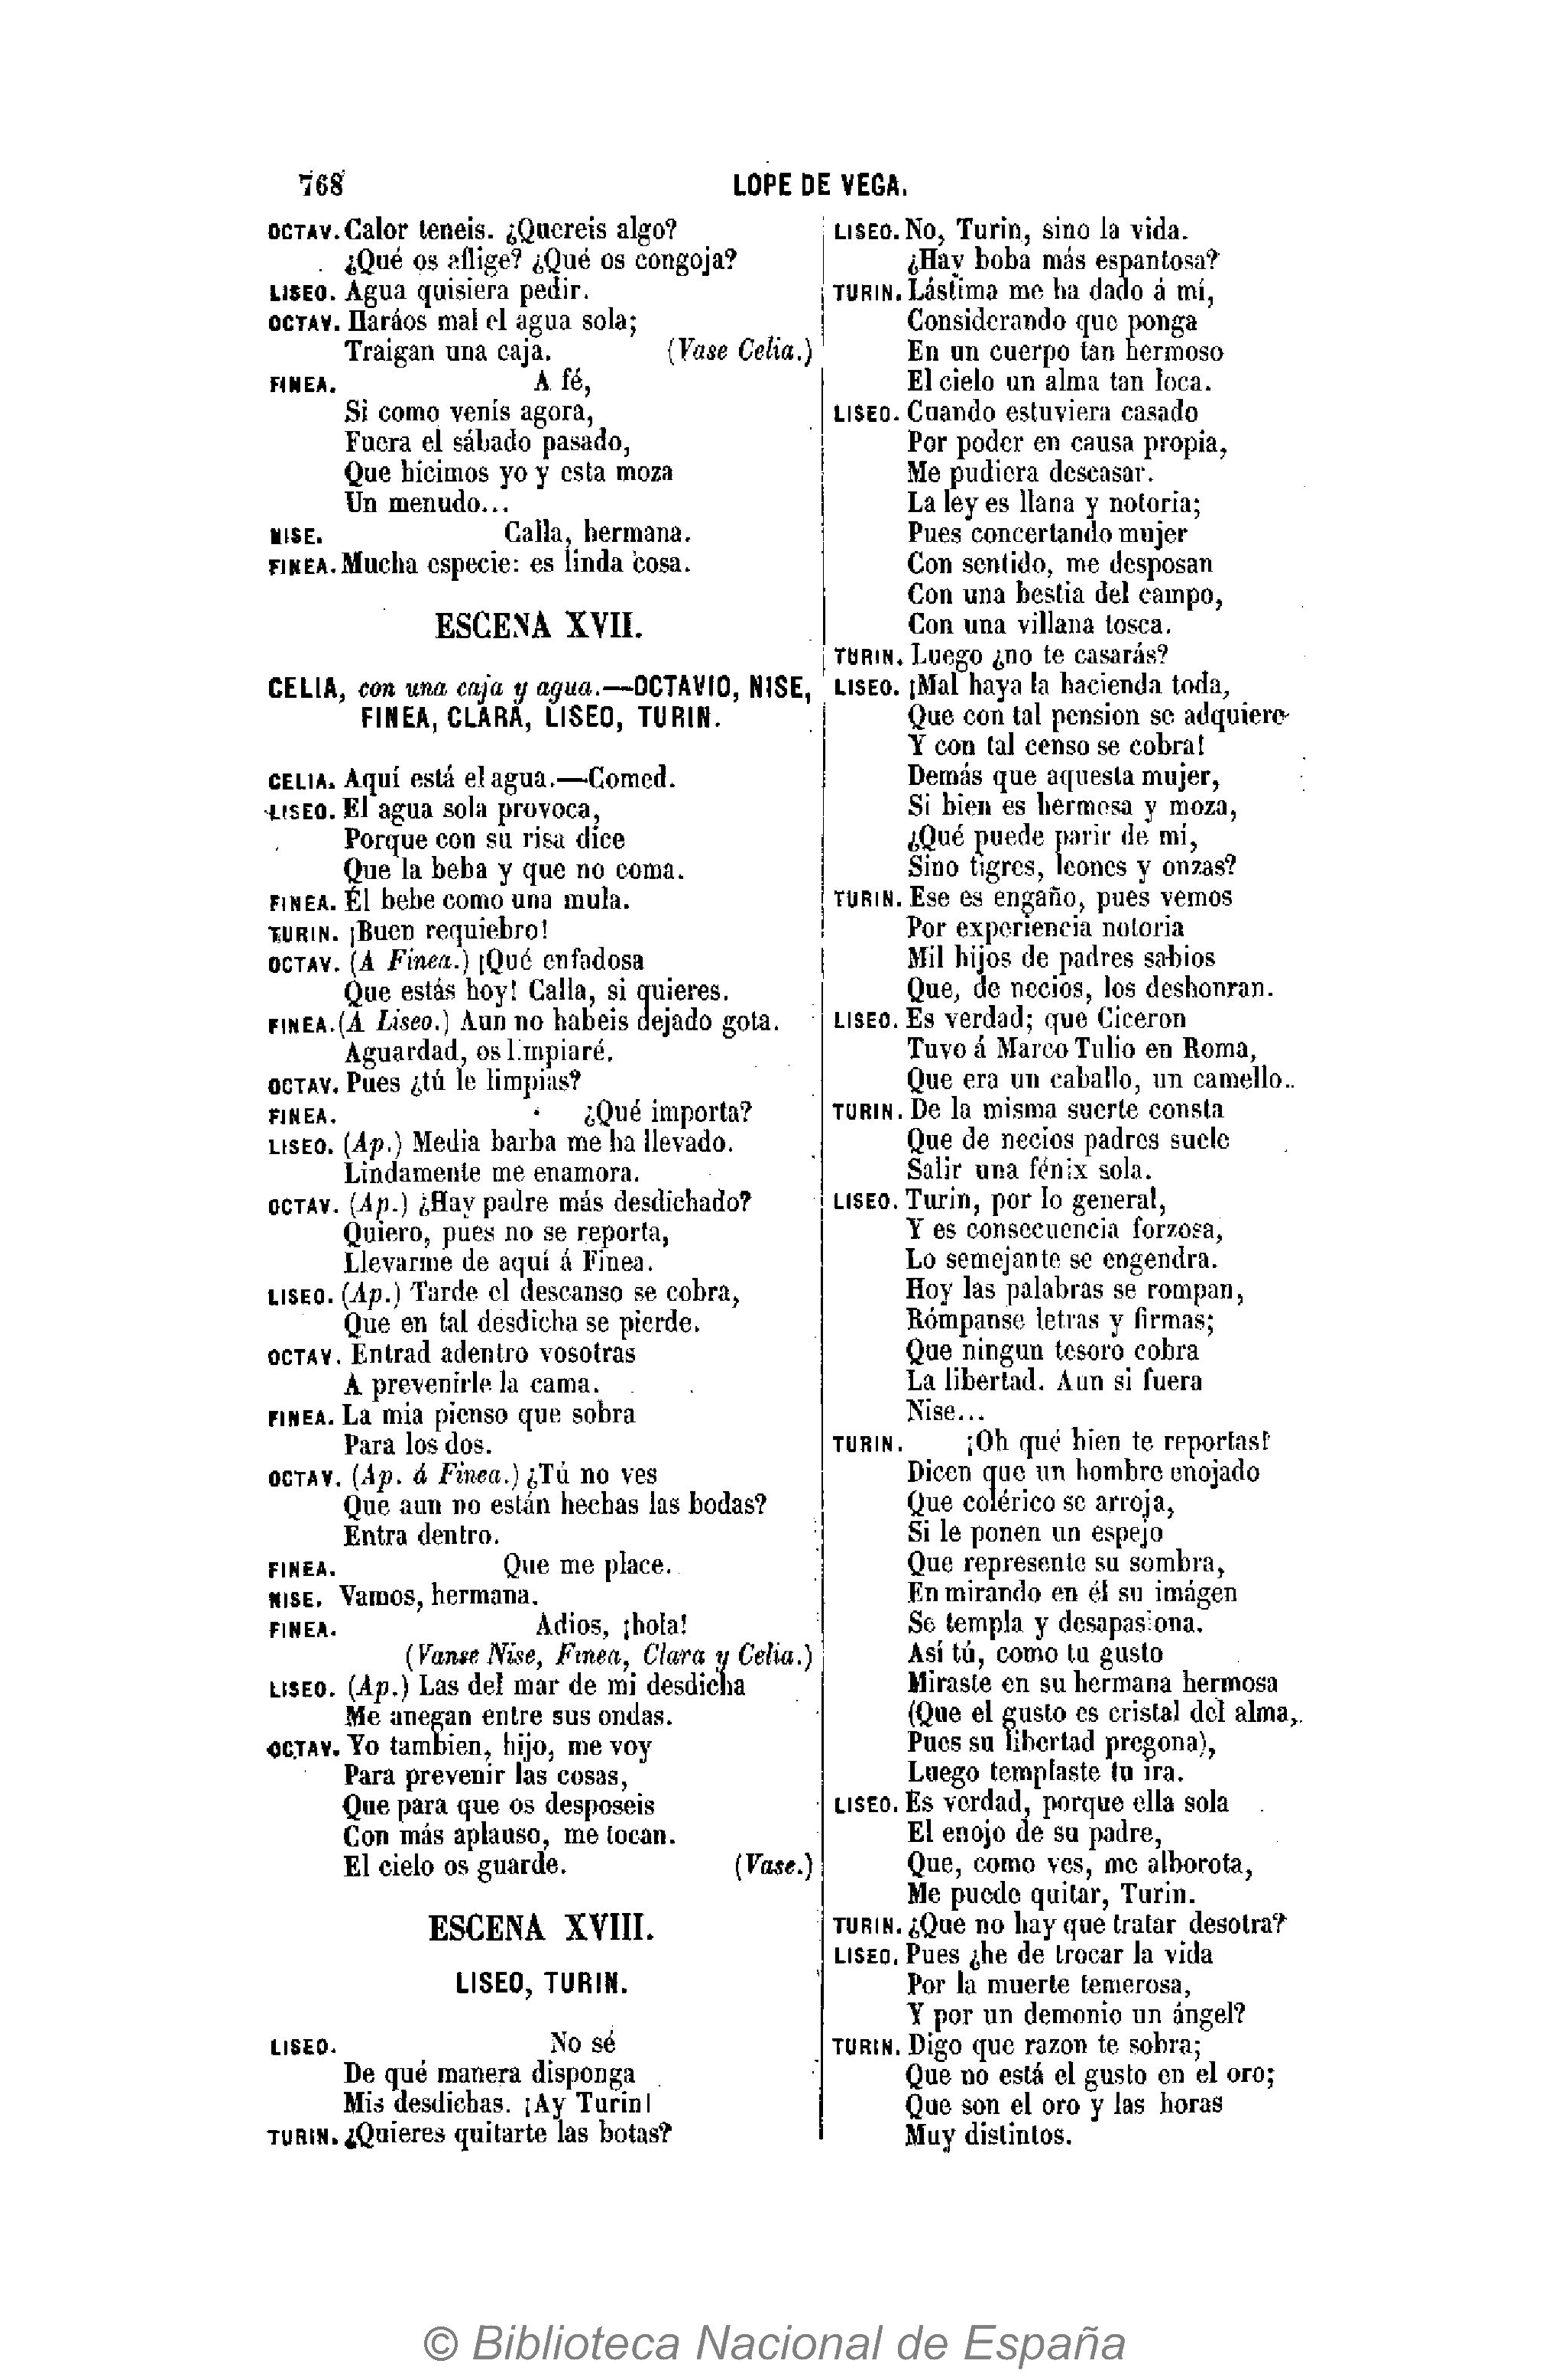 768
LOPE DE VEGA.
OCTAV. Calor teneis. ¿Quereis algo?
¿Qué os aflige? ¿Qué os congoja?
LISEO. Agua quisiera pedir.
OCTAV. Haráos mal el agua sola;
Traigan una caja. (Vase Celia.)
FINEA. A fé,
Si como venís agora,
Fuera el sábado pasado,
Que hicimos yo y esta moza
Un menudo...
NISE. Calla, hermana.
FINEA. Mucha especie: es linda cosa.
ESCENA XVII.
CELIA, con una caja y agua.—OCTAVIO, NISE,
FINEA, CLARA, LISEO, TURIN.
CELIA. Aquí está el agua.—Comed.
LISEO. El agua sola provoca,
Porque con su risa dice
Que la beba y que no coma.
FINEA. Él bebe como una mula.
TURIN. ¡Buen requiebro!
OCTAV. (A Finea.) ¡Qué enfadosa
Que estás hoy! Calla, si quieres.
FINEA. (A Liseo.) Aun no habeis dejado gota.
Aguardad, os limpiaré.
OCTAV. Pues ¿tú le limpias?
FINEA. ¿Qué importa?
LISEO. (Ap.) Media barba me ha llevado.
Lindamente me enamora.
OCTAV. (Ap.) ¿Hay padre más desdichado?
Quiero, pues no se reporta,
Llevarme de aquí á Finea.
LISEO. (Ap.) Tarde el descanso se cobra,
Que en tal desdicha se pierde.
OCTAV. Entrad adentro vosotras
A prevenirle la cama.
FINEA. La mia pienso que sobra
Para los dos.
OCTAV. (Ap. á Finea.) ¿Tú no ves
Que aun no están hechas las bodas?
Entra dentro.
FINEA. Que me place.
NISE. Vamos, hermana.
FINEA. Adios, ¡hola!
(Vanse Nise, Finea, Clara y Celia.)
LISEO. (Ap.) Las del mar de mi desdicha
Me anegan entre sus ondas.
OCTAV. Yo tambien, hijo, me voy
Para prevenir las cosas,
Que para que os desposeis
Con más aplauso, me tocan.
El cielo os guarde. (Vase.)
ESCENA XVIII.
LISEO, TURIN.
LISEO. No sé
De qué manera disponga
Mis desdichas. ¡Ay Turin!
TURIN. ¿Quieres quitarte las botas?
LISEO. No, Turin, sino la vida.
¿Hay boba más espantosa?
TURIN. Lástima me ha dado á mí,
Considerando que ponga
En un cuerpo tan hermoso
El cielo un alma tan loca.
LISEO. Cuando estuviera casado
Por poder en causa propia,
Me pudiera descasar.
La ley es llana y notoria;
Pues concertando mujer
Con sentido, me desposan
Con una bestia del campo,
Con una villana tosca.
TURIN. Luego ¿no te casarás?
LISEO. ¡Mal haya la hacienda toda,
Que con tal pension se adquiere
Y con tal censo se cobra!
Demás que aquesta mujer,
Si bien es hermosa y moza,
¿Qué puede parir de mí,
Sino tigres, leones y onzas?
TURIN. Ese es engaño, pues vemos
Por experiencia notoria
Mil hijos de padres sabios
Que, de necios, los deshonran.
LISEO. Es verdad; que Ciceron
Tuvo á Marco Tulio en Roma,
Que era un caballo, un camello..
TURIN. De la misma suerte consta
Que de necios padres suele
Salir una fénix sola.
LISEO. Turin, por lo general,
Y es consecuencia forzosa,
Lo semejante se engendra.
Hoy las palabras se rompan,
Rómpanse letras y firmas;
Que ningun tesoro cobra
La libertad. Aun si fuera
Nise...
TURIN. ¡Oh qué bien te reportas!
Dicen que un hombre enojado
Que colérico se arroja,
Si le ponen un espejo
Que represente su sombra,
En mirando en él su imágen
Se templa y desapasiona.
Así tú, como tu gusto
Miraste en su hermana hermosa
(Que el gusto es cristal del alma,
Pues su libertad pregona),
Luego templaste tu ira.
LISEO. Es verdad, porque ella sola
El enojo de su padre,
Que, como ves, me alborota,
Me puede quitar, Turin.
TURIN. ¿Que no hay que tratar desotra?
LISEO. Pues ¿he de trocar la vida
Por la muerte temerosa,
Y por un demonio un ángel?
TURIN. Digo que razon te sobra;
Que no está el gusto en el oro;
Que son el oro y las horas
Muy distintos.
© Biblioteca Nacional de España